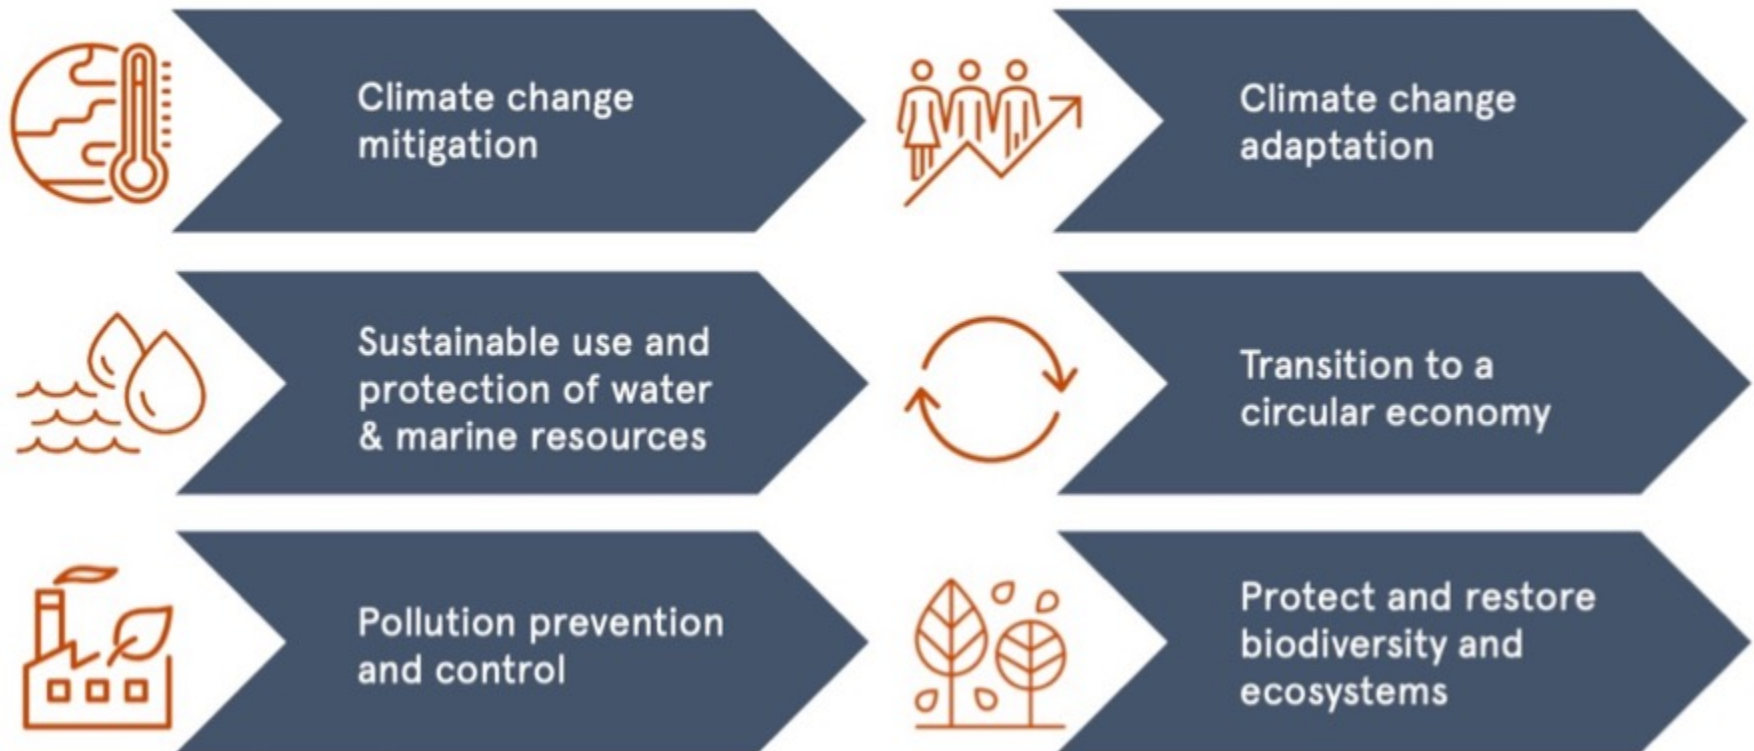 Climate change
mitigation
Climate change
adaptation
Sustainable use and
protection of water
& marine resources
Transition to a
circular economy
Pollution prevention
and control
Protect and restore
biodiversity and
ecosystems